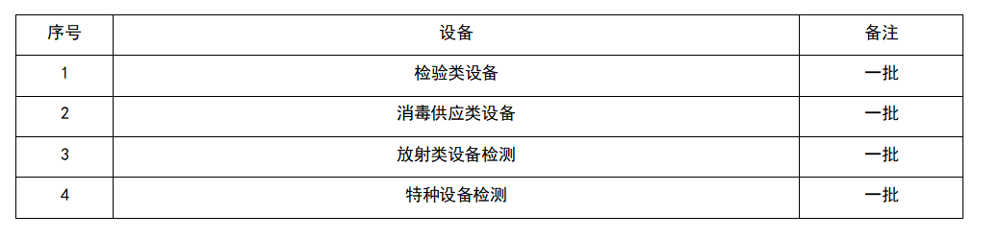 序号 设备 备注
1 检验类设备 一批
2 消毒供应类设备 一批
3 放射类设备检测 一批
4 特种设备检测 一批